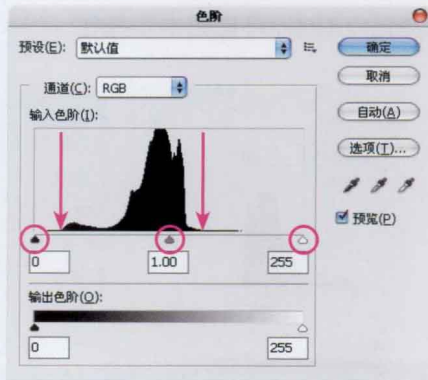 色阶
预设(E): 默认值
确定
取消
通道(C): RGB
自动(A)
输入色阶(I):
选项(T)...
预览(P)
0 1.00 255
输出色阶(O):
0 255